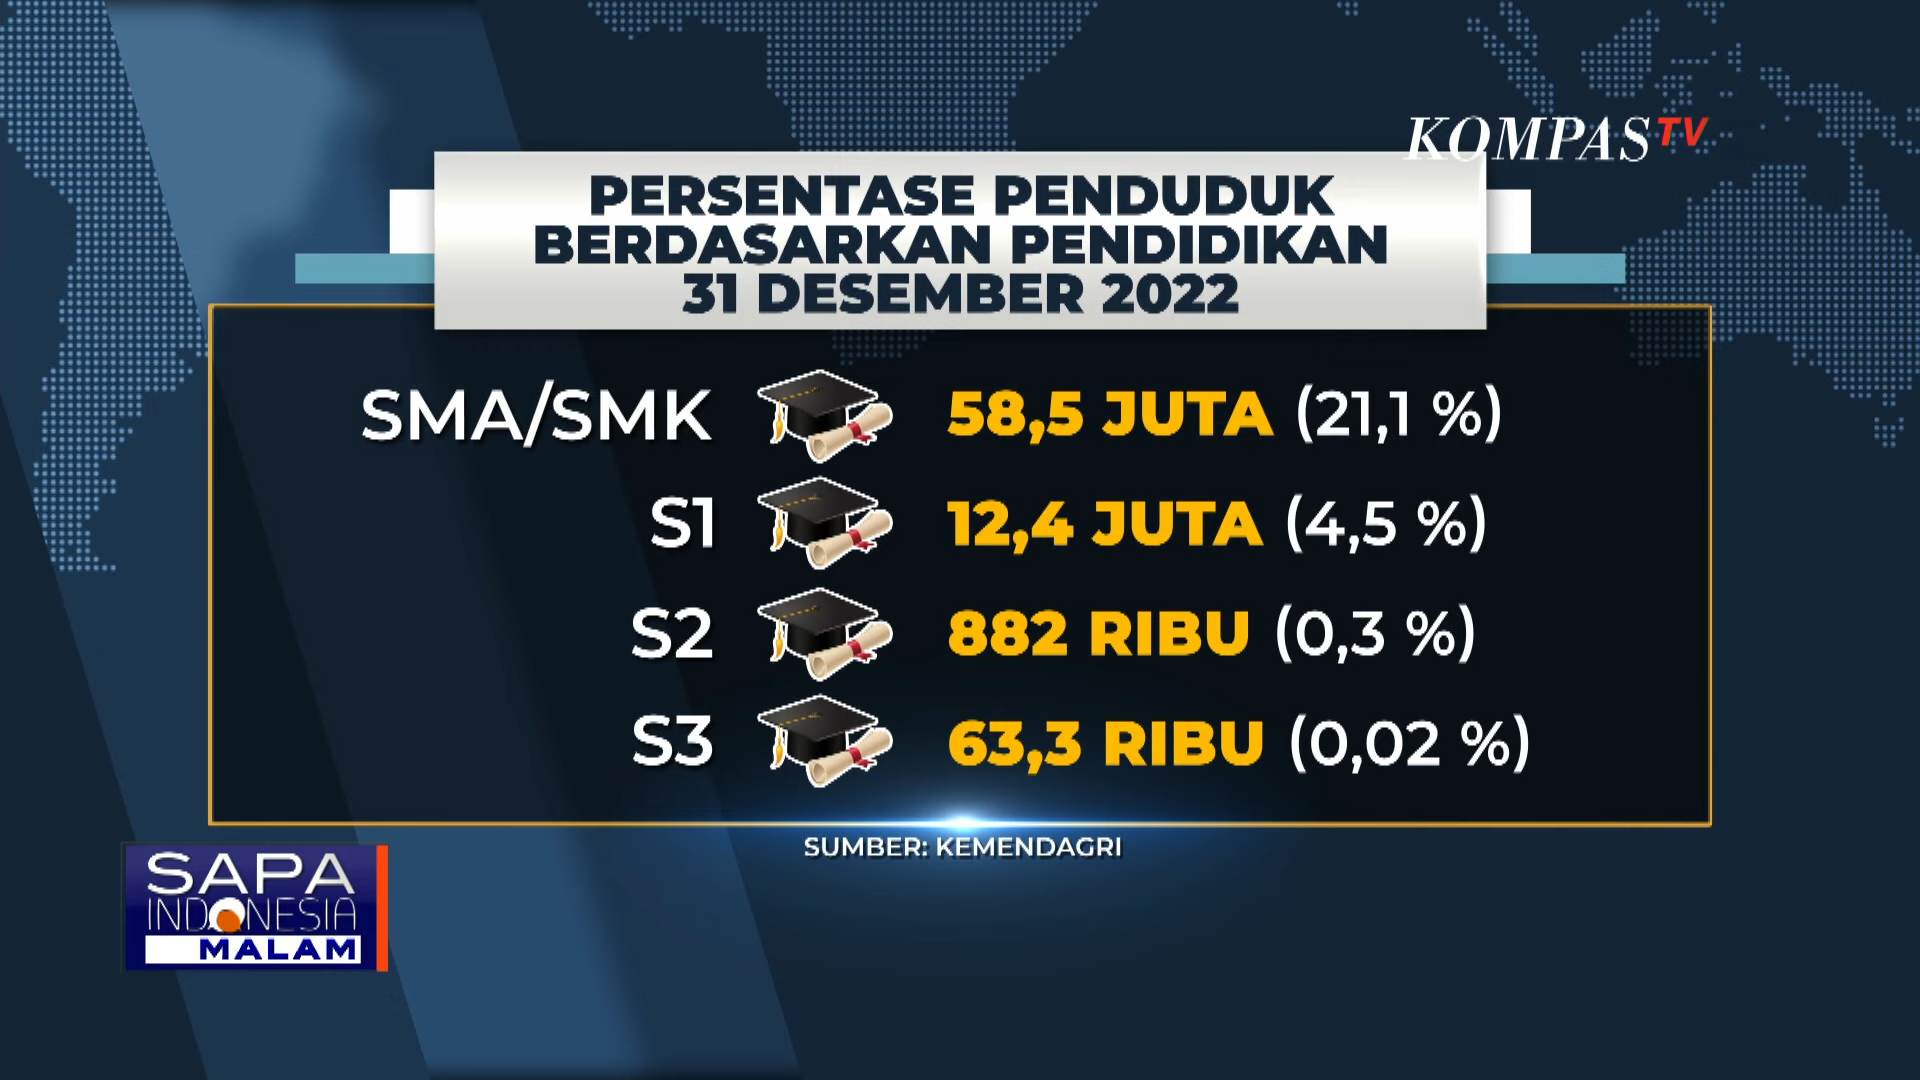 KOMPAS TV
PERSENTASE PENDUDUK
BERDASARKAN PENDIDIKAN
31 DESEMBER 2022
SMA/SMK 58,5 JUTA (21,1 %)
S1 12,4 JUTA (4,5 %)
S2 882 RIBU (0,3 %)
S3 63,3 RIBU (0,02 %)
SUMBER: KEMENDAGRI
SAPA
INDONESIA
MALAM